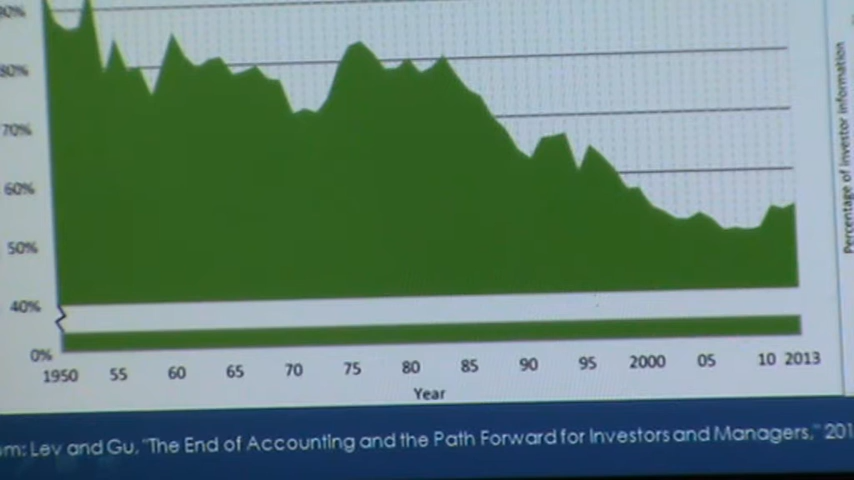 90%
80%
70%
60%
50%
40%
0%
1950 55 60 65 70 75 80 85 90 95 2000 05 10 2013
Year
Percentage of investor information
Lev and Gu, "The End of Accounting and the Path Forward for Investors and Managers,"